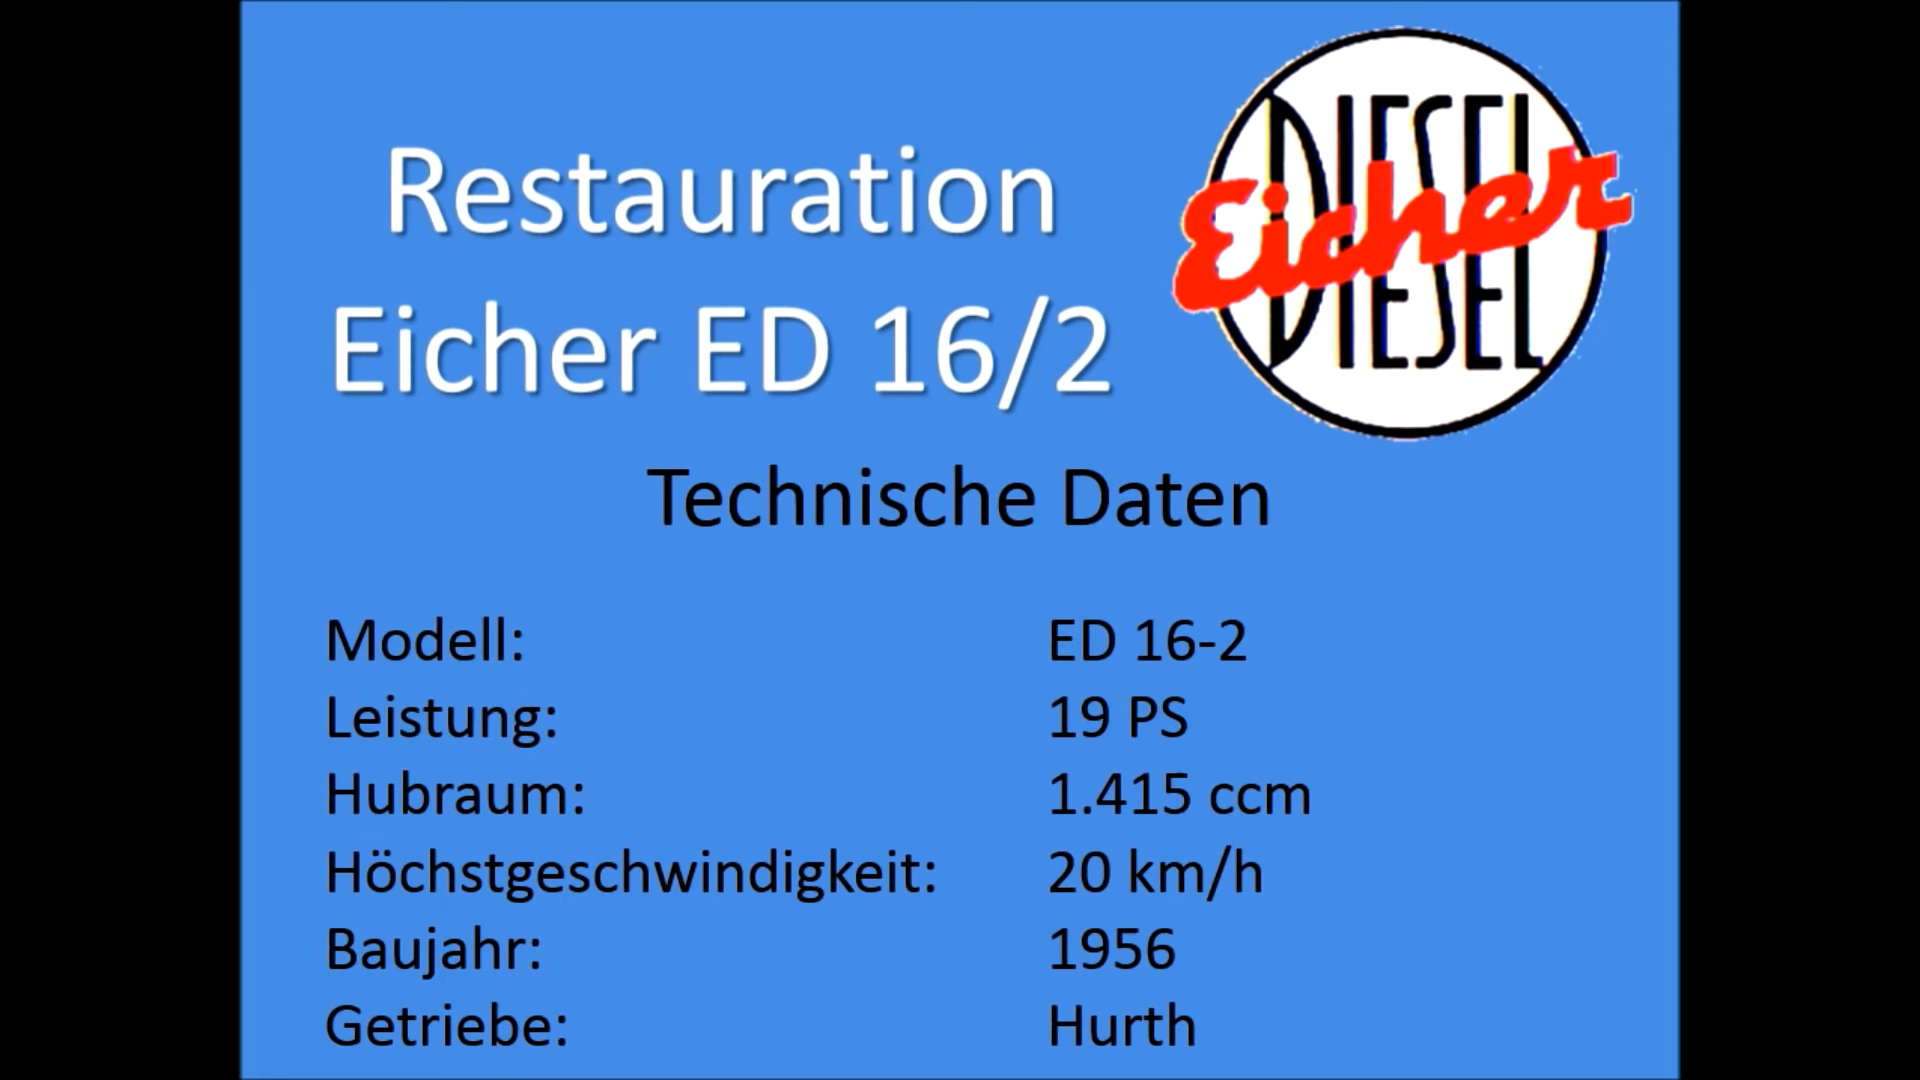 Restauration
Eicher ED 16/2
DIESEL
Eicher
Technische Daten
Modell: ED 16-2
Leistung: 19 PS
Hubraum: 1.415 ccm
Höchstgeschwindigkeit: 20 km/h
Baujahr: 1956
Getriebe: Hurth